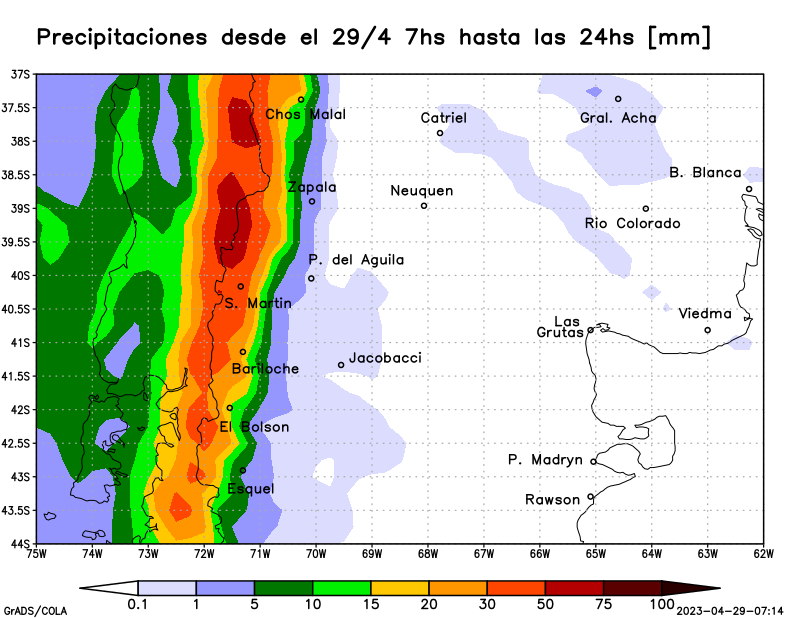 Precipitaciones desde el 29/4 7hs hasta las 24hs [mm]
37S
37.5S
38S
38.5S
39S
39.5S
40S
40.5S
41S
41.5S
42S
42.5S
43S
43.5S
44S
Chos Malal
Catriel
Gral. Acha
B. Blanca
Zapala
Neuquen
Rio Colorado
P. del Aguila
S. Martin
Viedma
Las
Grutas
Jacobacci
Bariloche
El Bolson
P. Madryn
Esquel
Rawson
75W 74W 73W 72W 71W 70W 69W 68W 67W 66W 65W 64W 63W 62W
0.1 1 5 10 15 20 30 50 75 100
GrADS/COLA
2023-04-29-07:14